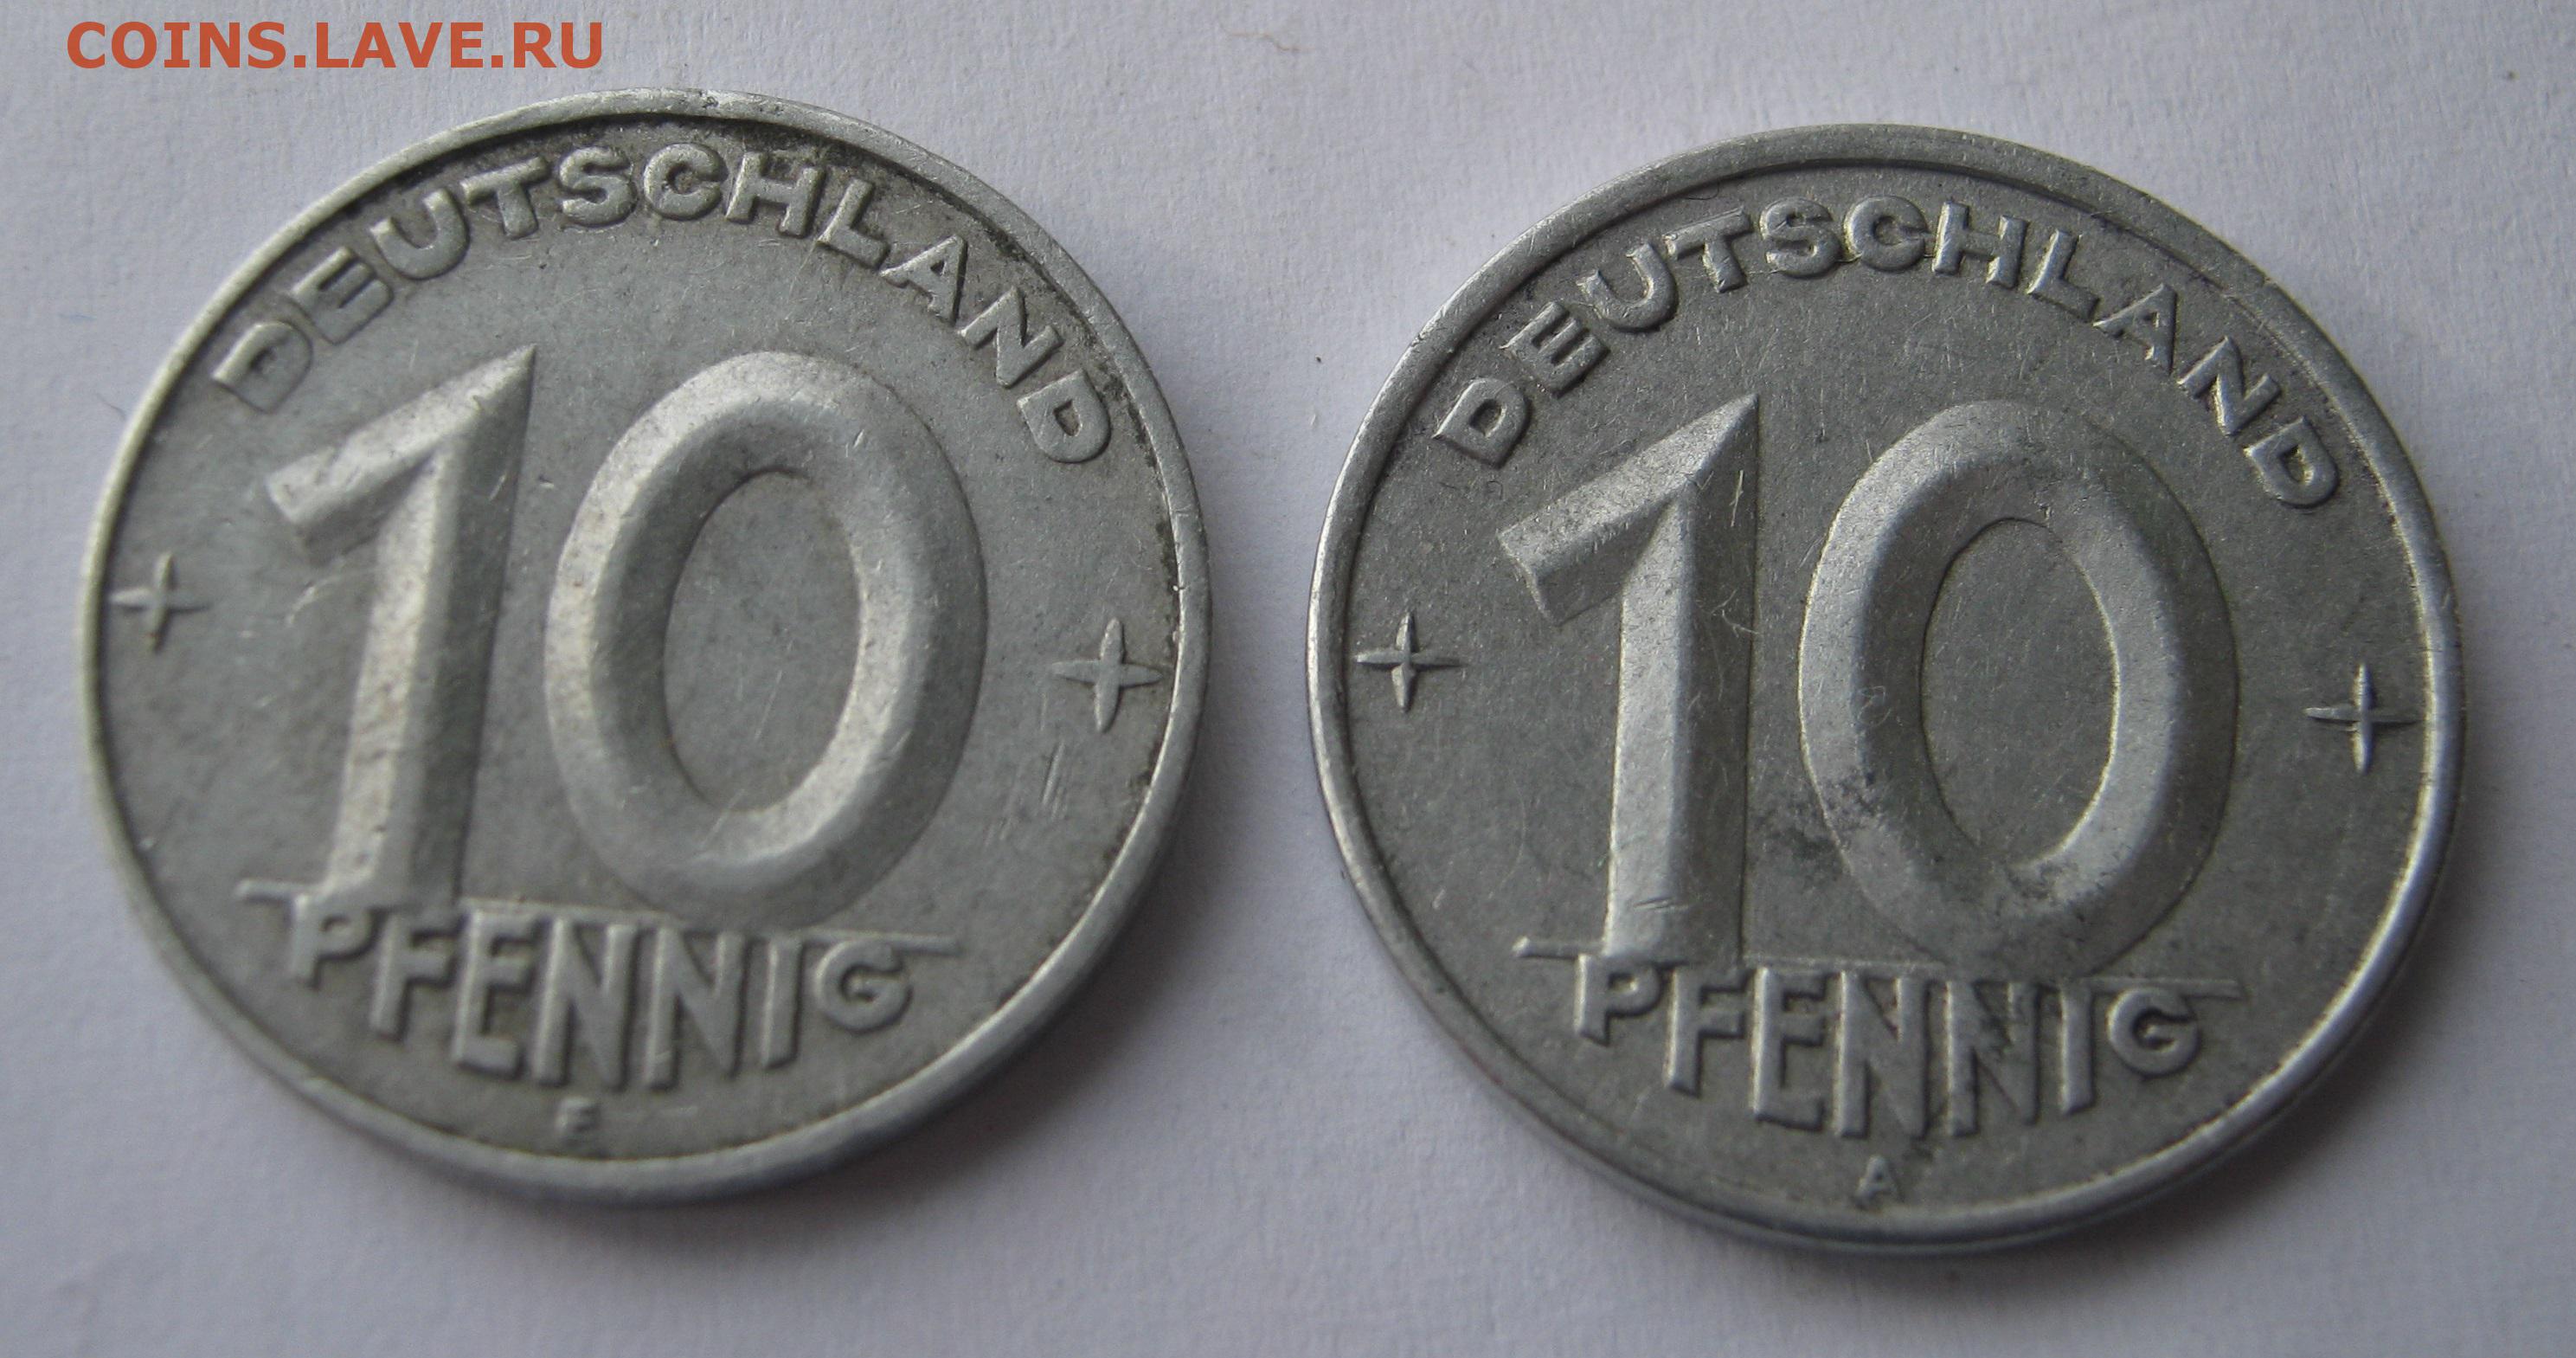 COINS.LAVE.RU
DEUTSCHLAND
10
PFENNIG
E
DEUTSCHLAND
10
PFENNIG
A